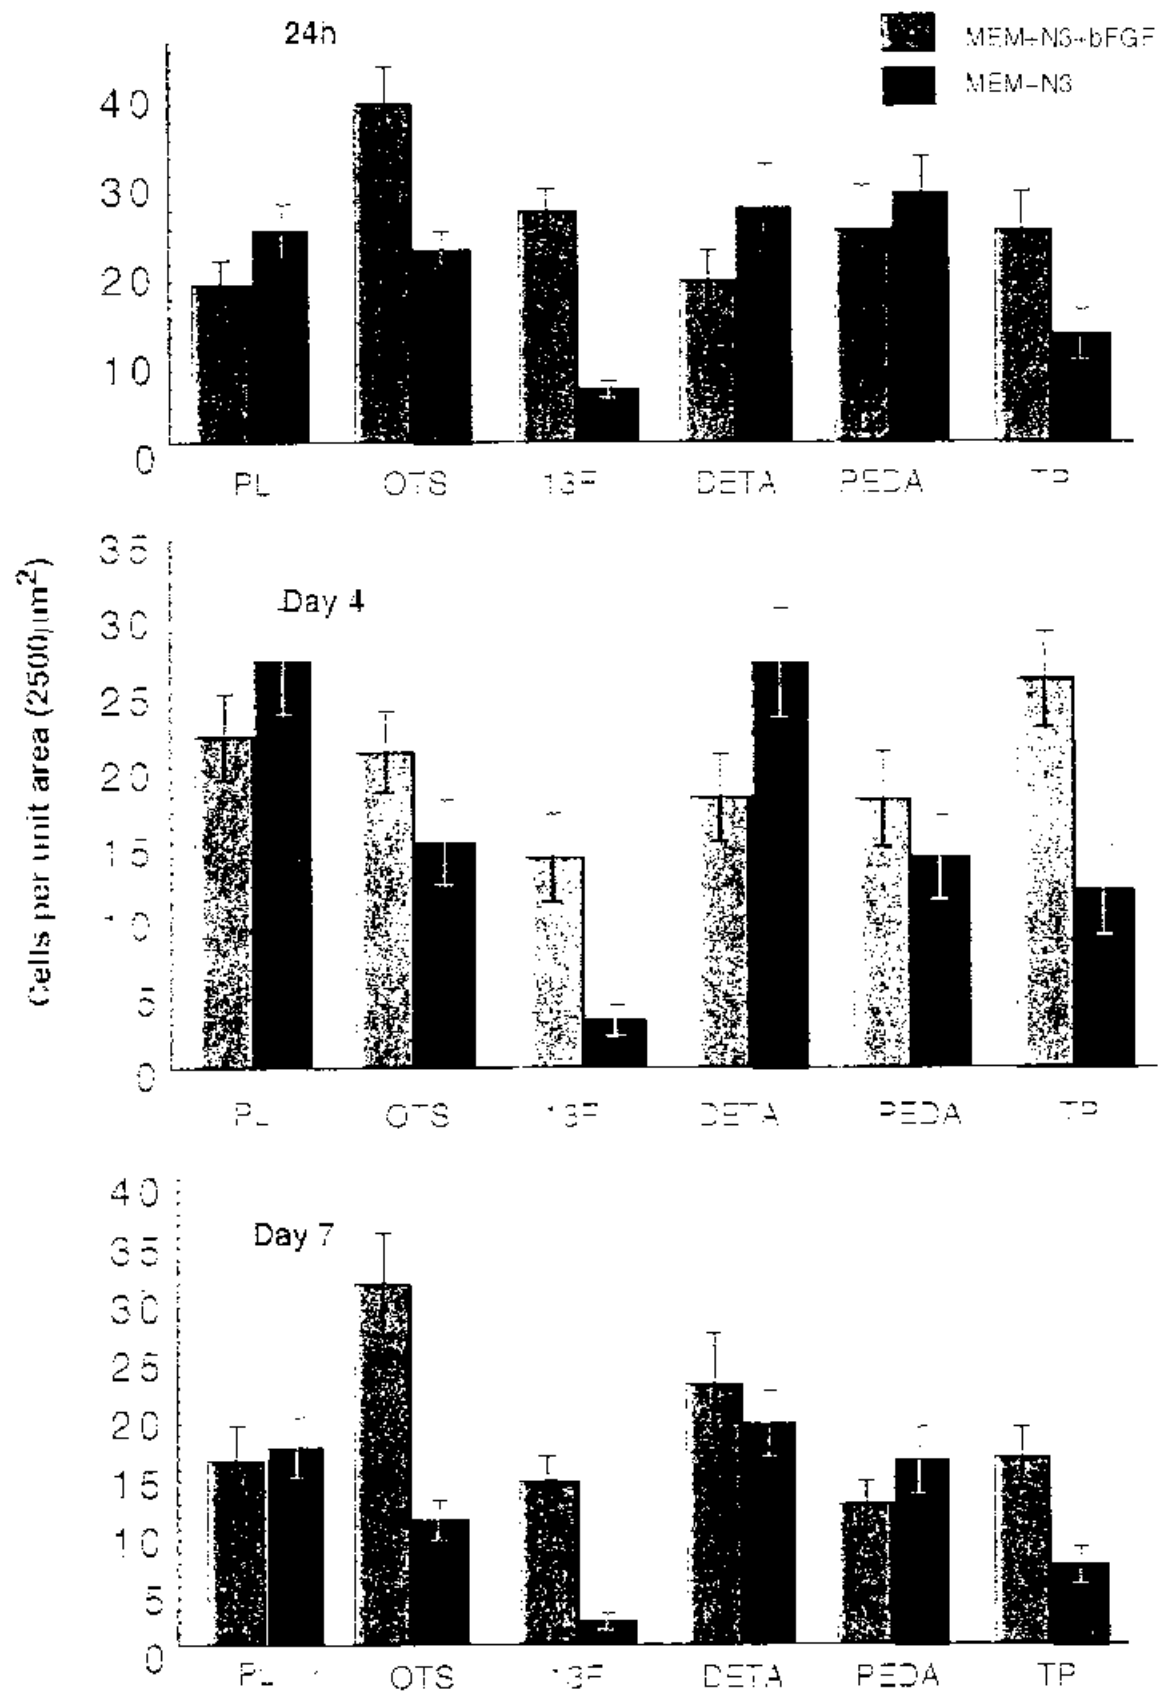 24h
MEM+N3+bFGF
MEM+N3
40
30
20
10
0
PL OTS 13F DETA PEDA TP
Cells per unit area (2500µm²)
35
Day 4
30
25
20
15
10
5
0
PL OTS 13F DETA PEDA TP
40
Day 7
35
30
25
20
15
10
5
0
PL OTS 13F DETA PEDA TP